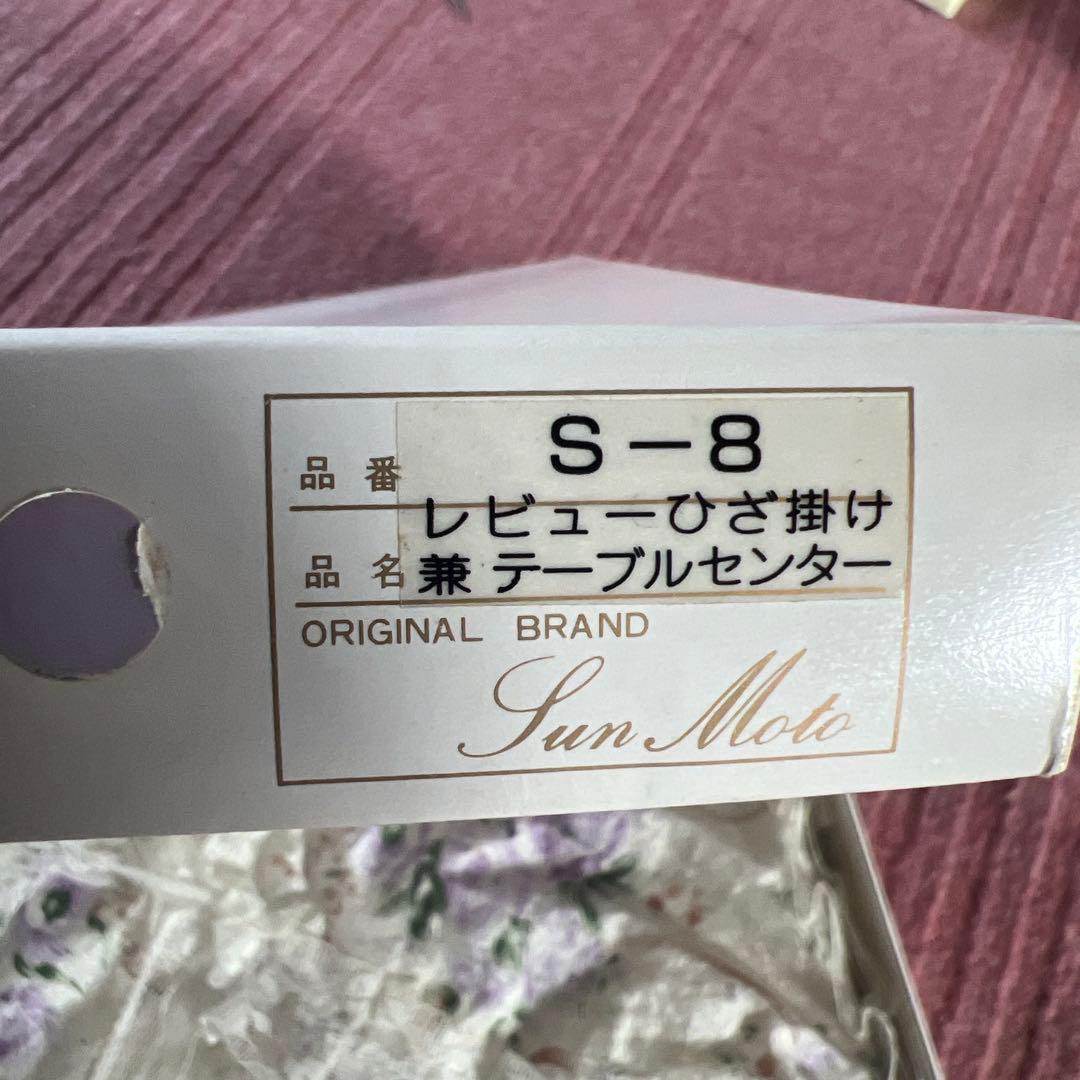 品番 S-8
レビューひざ掛け
品名 兼 テーブルセンター
ORIGINAL BRAND
Sun Moto